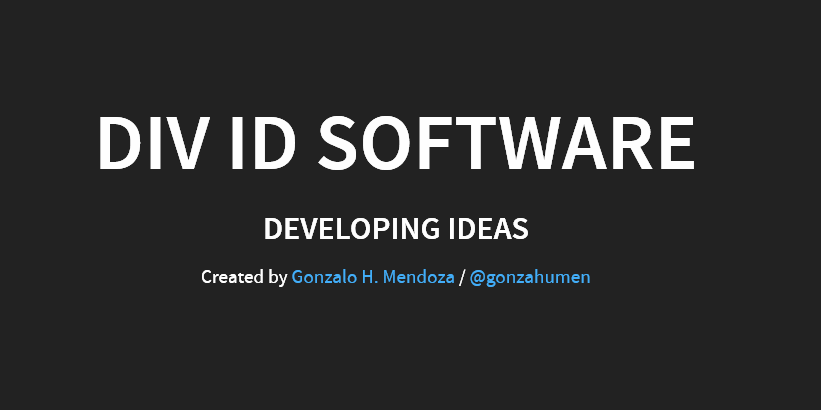 DIV ID SOFTWARE
DEVELOPING IDEAS
Created by Gonzalo H. Mendoza / @gonzahumen